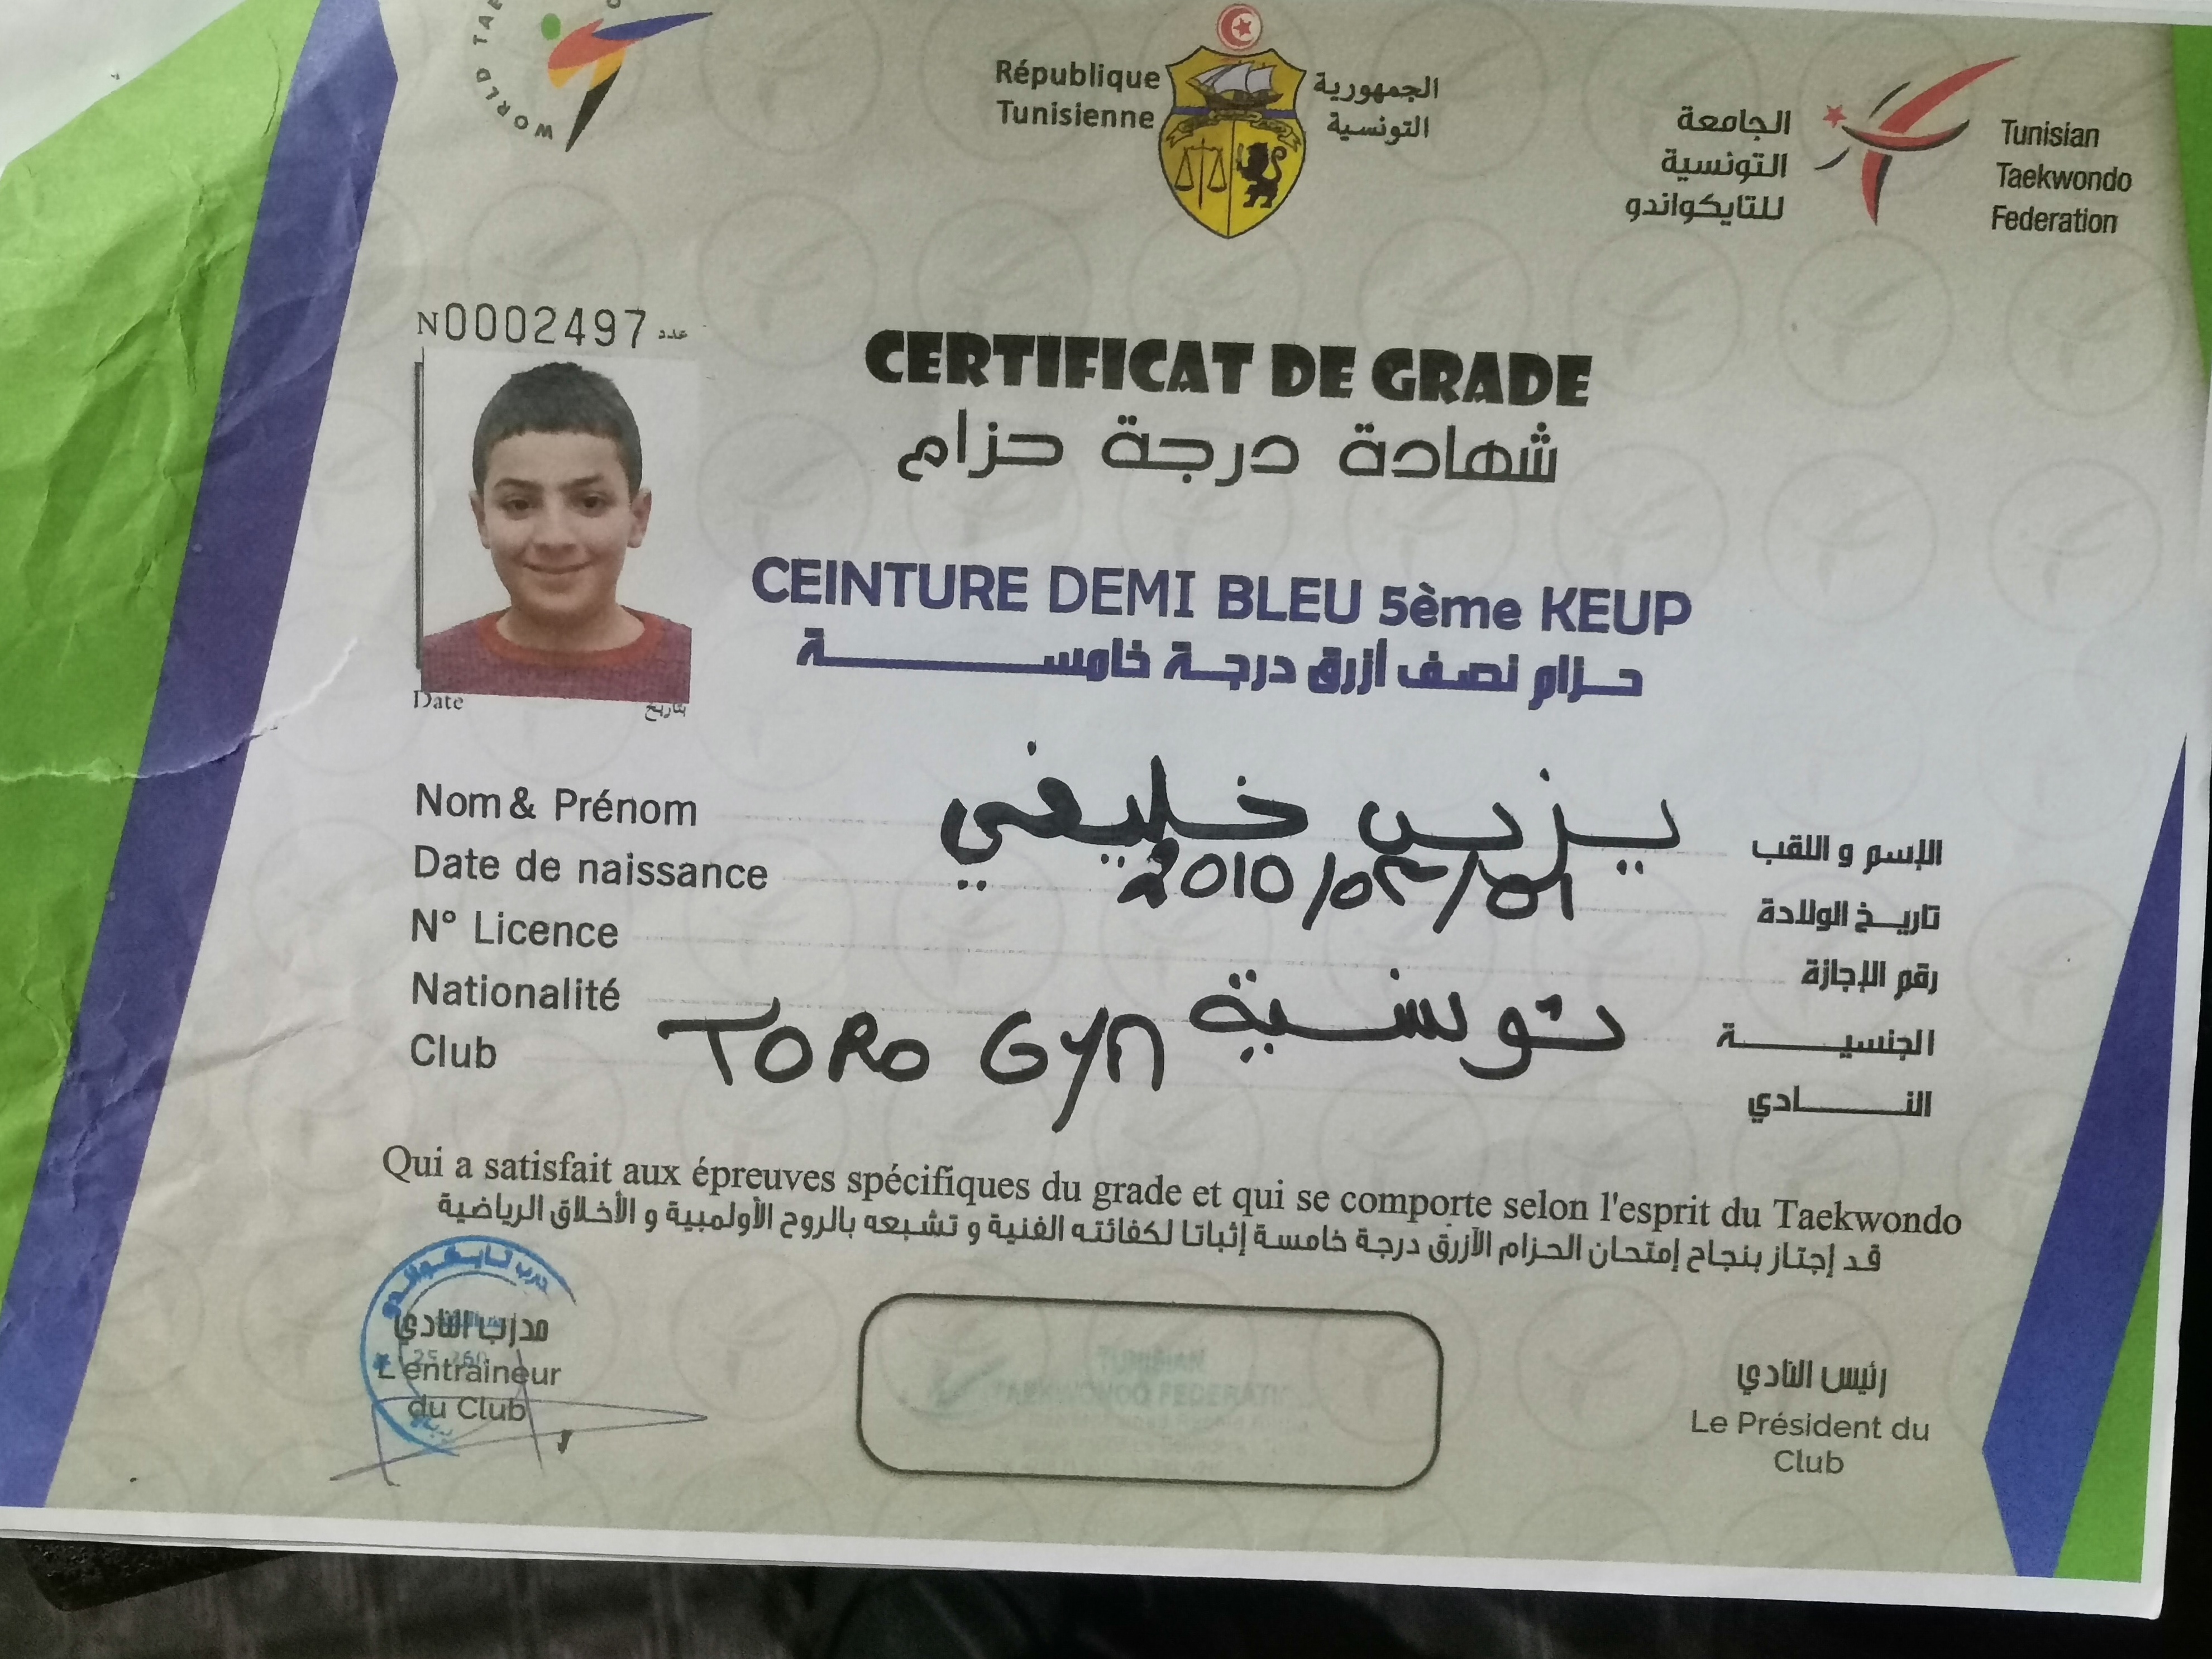 WORLD TAE
République
Tunisienne
الجمهورية
التونسية
الجامعة
التونسية
للتايكواندو
Tunisian
Taekwondo
Federation
N0002497 عدد
CERTIFICAT DE GRADE
شهادة درجة حزام
CEINTURE DEMI BLEU 5ème KEUP
حزام نصف أزرق درجة خامسة
Date بتاريخ
Nom & Prénom خليفي الإسم و اللقب
Date de naissance 2010/03/01 تاريخ الولادة
N° Licence رقم الإجازة
Nationalité تونسية الجنسية
Club TORO GYM النادي
Qui a satisfait aux épreuves spécifiques du grade et qui se comporte selon l'esprit du Taekwondo
قد إجتاز بنجاح إمتحان الحزام الآزرق درجة خامسة إثباتا لكفائته الفنية و تشبعه بالروح الأولمبية و الأخلاق الرياضية
مدرب النادي
L'entraineur
du Club
TUNISIAN
TAEKWONDO FEDERATION
رئيس النادي
Le Président du
Club